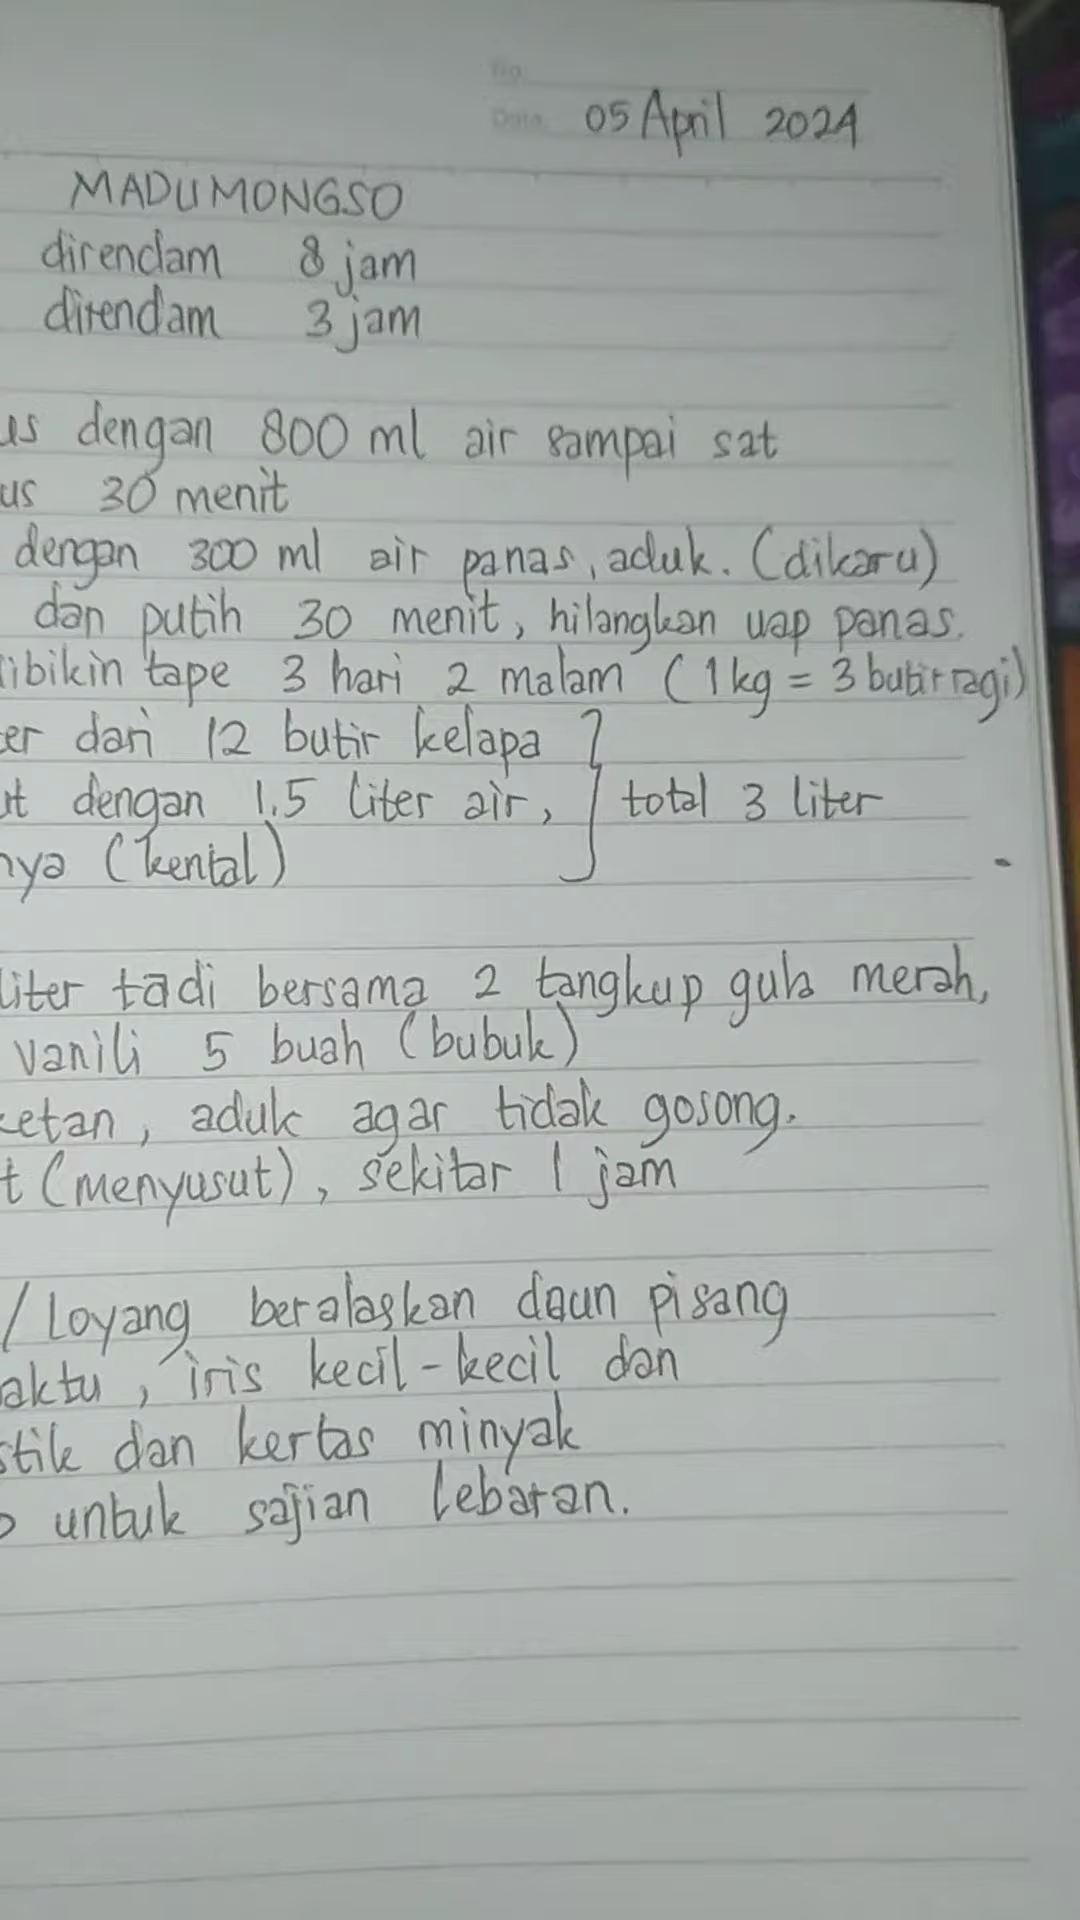 No
Date 05 April 2024
MADUMONGSO
direndam 8 jam
direndam 3 jam
us dengan 800 ml air sampai sat
us 30 menit
dengan 300 ml air panas, aduk. (dikaru)
dan putih 30 menit, hilangkan uap panas.
ibikin tape 3 hari 2 malam (1 kg = 3 butir ragi)
er dari 12 butir kelapa
ut dengan 1.5 liter air, total 3 liter
nya (kental)
liter tadi bersama 2 tangkup gula merah,
vanili 5 buah (bubuk)
ketan, aduk agar tidak gosong.
t (menyusut), sekitar 1 jam
/ Loyang beralaskan daun pisang
aktu, iris kecil-kecil dan
stik dan kertas minyak
o untuk sajian lebaran.